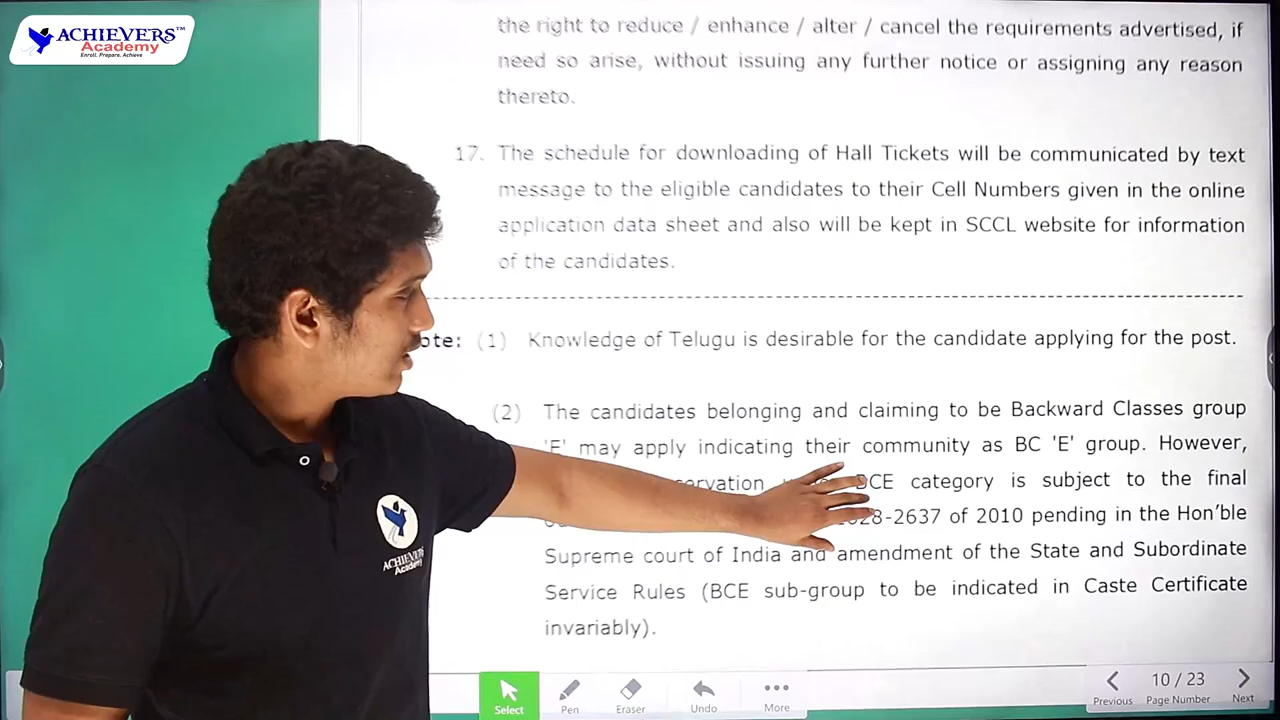 ACHIEVERS™
Academy
Enroll. Prepare. Achieve
the right to reduce / enhance / alter / cancel the requirements advertised, if
need so arise, without issuing any further notice or assigning any reason
thereto.
17. The schedule for downloading of Hall Tickets will be communicated by text
message to the eligible candidates to their Cell Numbers given in the online
application data sheet and also will be kept in SCCL website for information
of the candidates.
(1) Knowledge of Telugu is desirable for the candidate applying for the post.
(2) The candidates belonging and claiming to be Backward Classes group
'E' may apply indicating their community as BC 'E' group. However,
BCE category is subject to the final
-2637 of 2010 pending in the Hon'ble
Supreme court of India and amendment of the State and Subordinate
Service Rules (BCE sub-group to be indicated in Caste Certificate
invariably).
ACHIEVERS
Academy
Select
Pen
Eraser
Undo
More
Previous
10 / 23
Page Number
Next